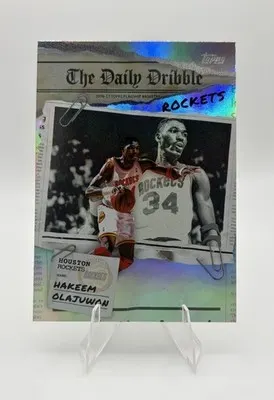 Topps
The Daily Dribble
ROCKETS
ROCKETS
34
HOUSTON
ROCKETS
HAKEEM
OLAJUWON